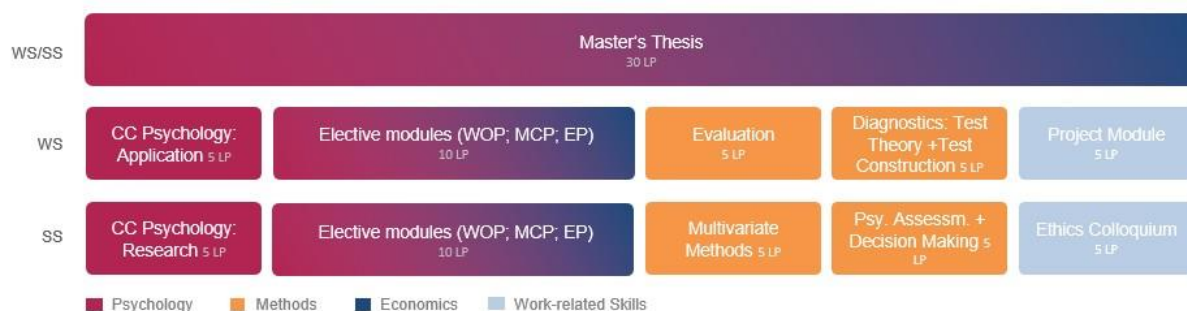 WS/SS
Master's Thesis
30 LP
WS
CC Psychology:
Application 5 LP
Elective modules (WOP; MCP; EP)
10 LP
Evaluation
5 LP
Diagnostics: Test
Theory +Test
Construction 5 LP
Project Module
5 LP
SS
CC Psychology:
Research 5 LP
Elective modules (WOP; MCP; EP)
10 LP
Multivariate
Methods 5 LP
Psy. Assessm. +
Decision Making 5
LP
Ethics Colloquium
5 LP
Psychology
Methods
Economics
Work-related Skills